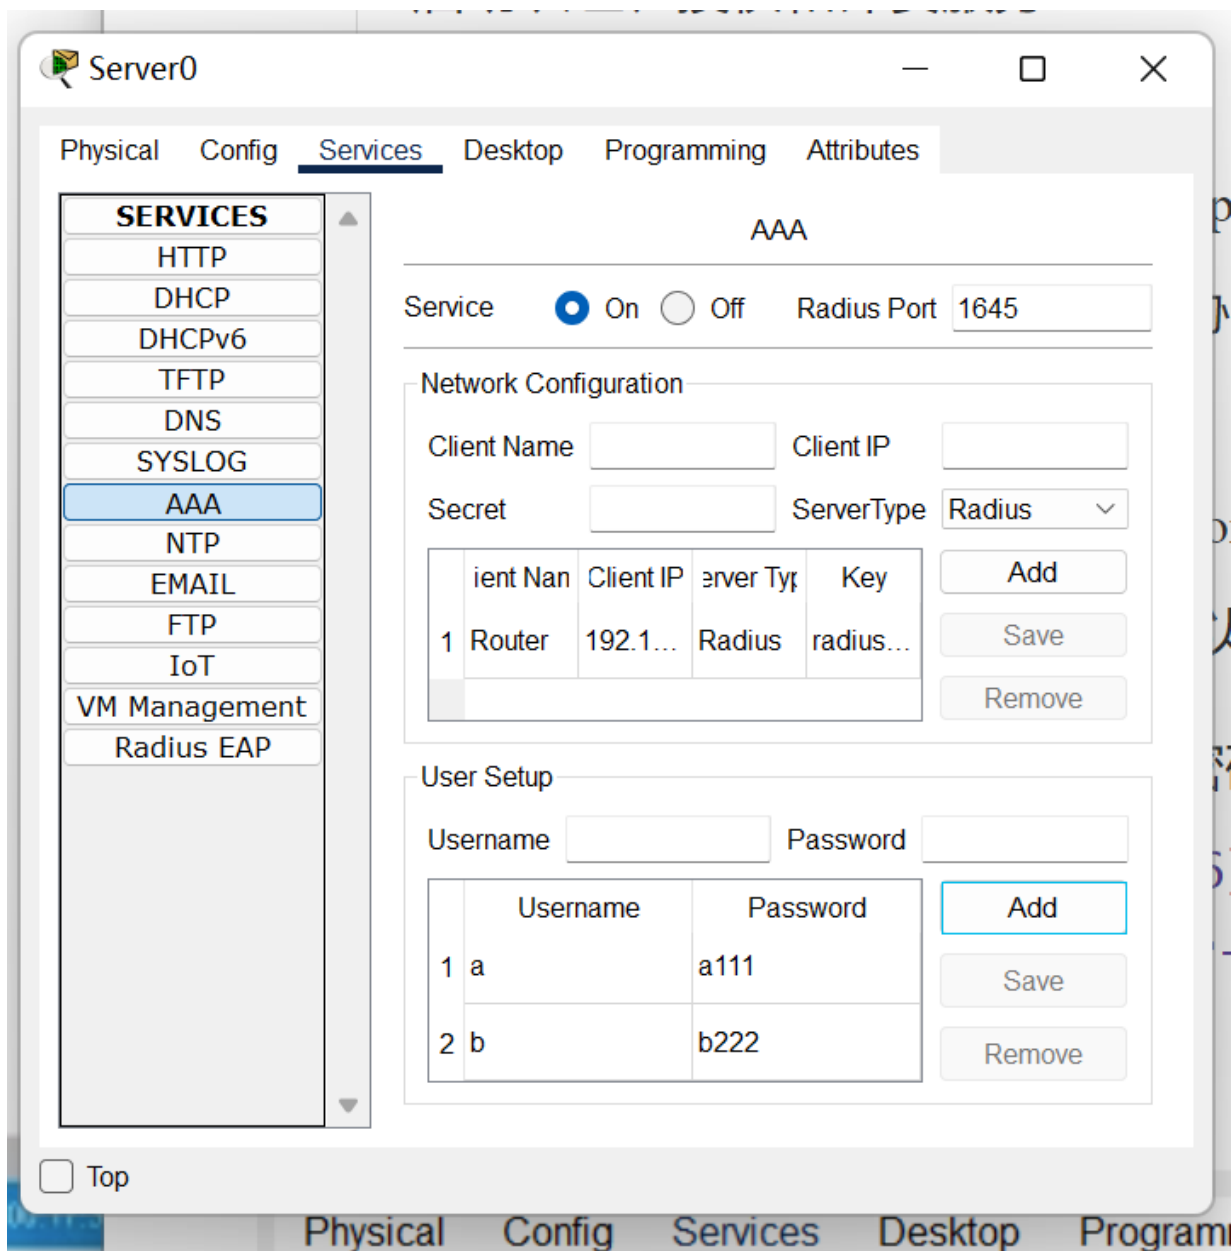 Server0
Physical Config Services Desktop Programming Attributes
SERVICES
HTTP
DHCP
DHCPv6
TFTP
DNS
SYSLOG
AAA
NTP
EMAIL
FTP
IoT
VM Management
Radius EAP
AAA
Service On Off Radius Port 1645
Network Configuration
Client Name Client IP
Secret ServerType Radius
ient Nan Client IP erver Typ Key
1 Router 192.1... Radius radius...
Add
Save
Remove
User Setup
Username Password
Username Password
1 a a111
2 b b222
Add
Save
Remove
Top
Physical Config Services Desktop Programm